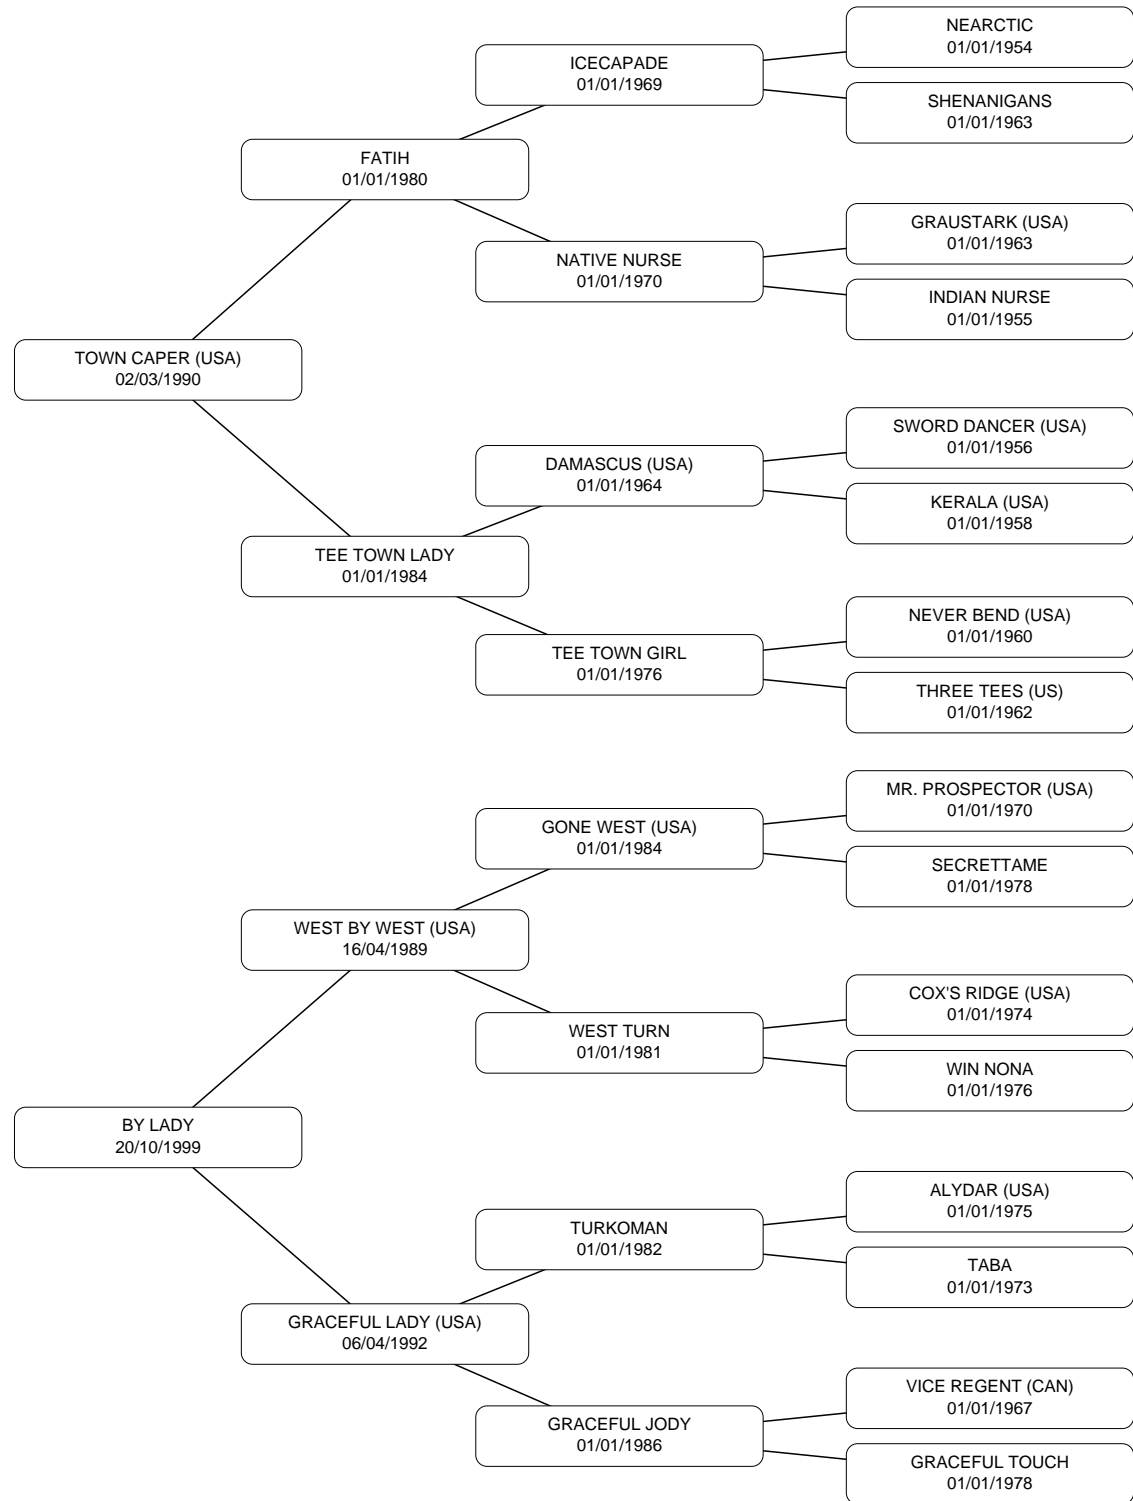 NEARCTIC
01/01/1954
ICECAPADE
01/01/1969
SHENANIGANS
01/01/1963
FATIH
01/01/1980
GRAUSTARK (USA)
01/01/1963
NATIVE NURSE
01/01/1970
INDIAN NURSE
01/01/1955
TOWN CAPER (USA)
02/03/1990
SWORD DANCER (USA)
01/01/1956
DAMASCUS (USA)
01/01/1964
KERALA (USA)
01/01/1958
TEE TOWN LADY
01/01/1984
NEVER BEND (USA)
01/01/1960
TEE TOWN GIRL
01/01/1976
THREE TEES (US)
01/01/1962
MR. PROSPECTOR (USA)
01/01/1970
GONE WEST (USA)
01/01/1984
SECRETTAME
01/01/1978
WEST BY WEST (USA)
16/04/1989
COX'S RIDGE (USA)
01/01/1974
WEST TURN
01/01/1981
WIN NONA
01/01/1976
BY LADY
20/10/1999
ALYDAR (USA)
01/01/1975
TURKOMAN
01/01/1982
TABA
01/01/1973
GRACEFUL LADY (USA)
06/04/1992
VICE REGENT (CAN)
01/01/1967
GRACEFUL JODY
01/01/1986
GRACEFUL TOUCH
01/01/1978